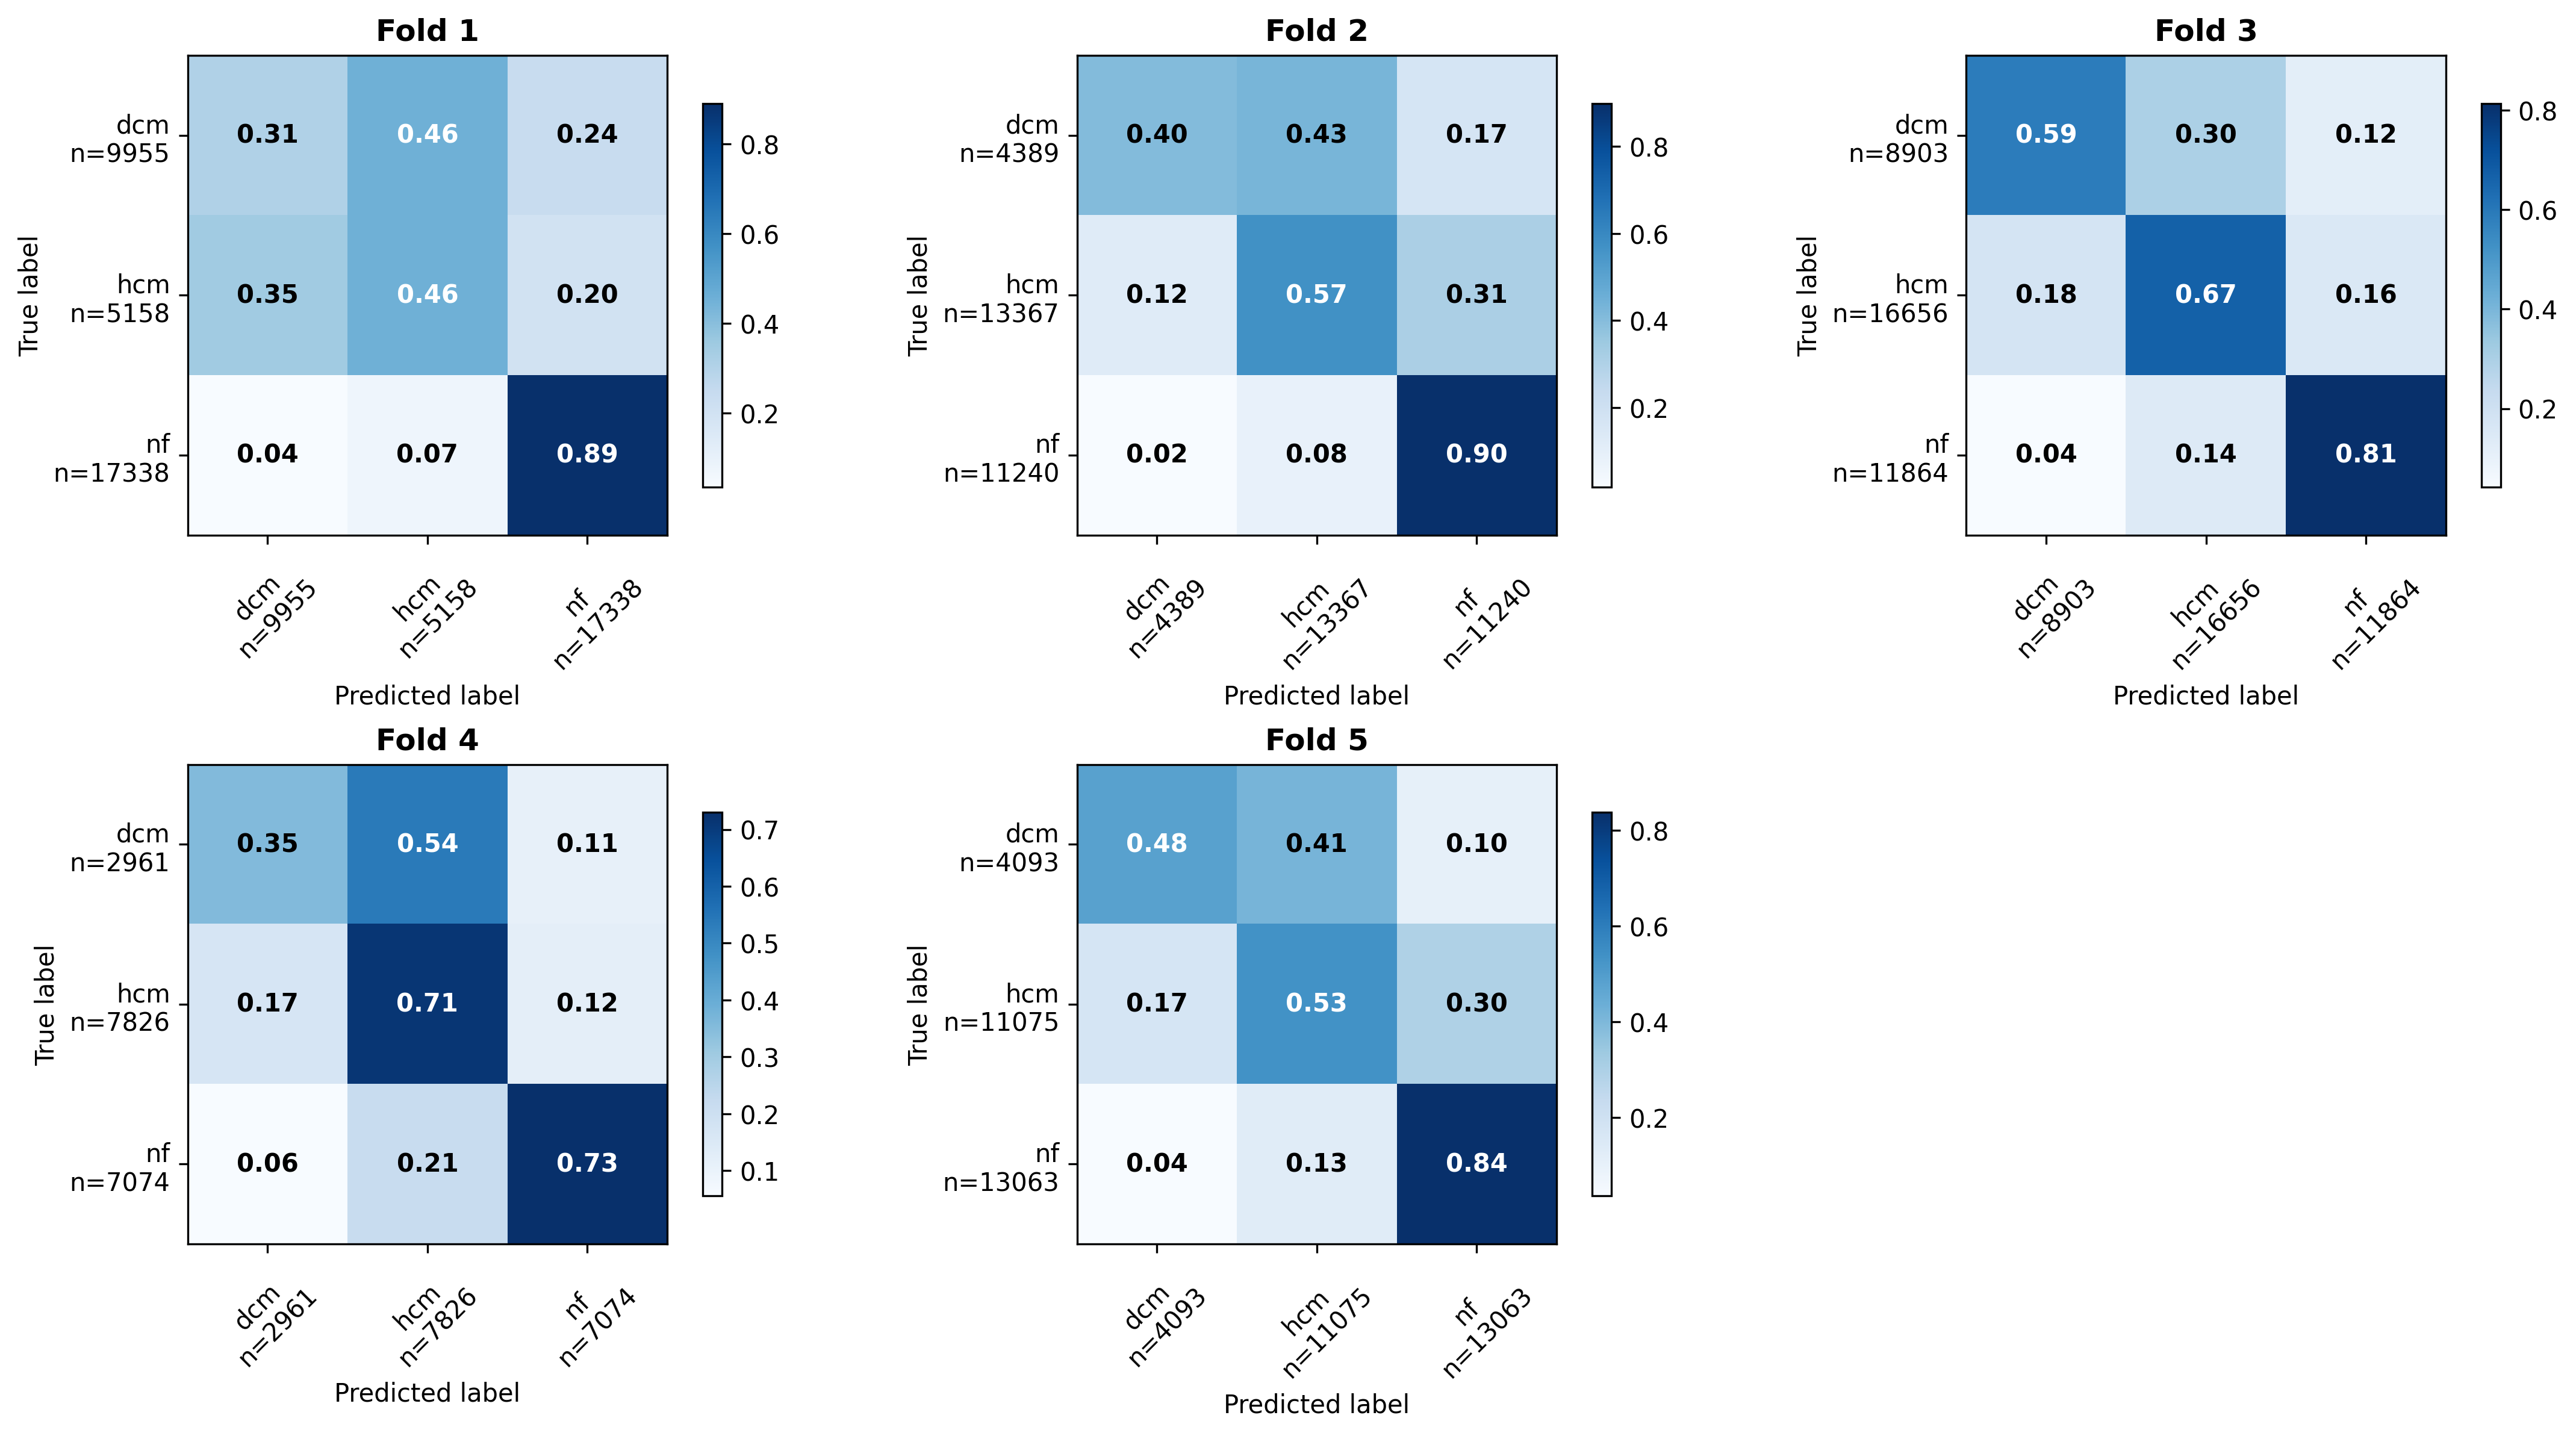 Fold 1
True label
dcm
n=9955
hcm
n=5158
nf
n=17338
0.31 0.46 0.24
0.35 0.46 0.20
0.04 0.07 0.89
0.8
0.6
0.4
0.2
dcm
n=9955
hcm
n=5158
nf
n=17338
Predicted label
Fold 2
True label
dcm
n=4389
hcm
n=13367
nf
n=11240
0.40 0.43 0.17
0.12 0.57 0.31
0.02 0.08 0.90
0.8
0.6
0.4
0.2
dcm
n=4389
hcm
n=13367
nf
n=11240
Predicted label
Fold 3
True label
dcm
n=8903
hcm
n=16656
nf
n=11864
0.59 0.30 0.12
0.18 0.67 0.16
0.04 0.14 0.81
0.8
0.6
0.4
0.2
dcm
n=8903
hcm
n=16656
nf
n=11864
Predicted label
Fold 4
True label
dcm
n=2961
hcm
n=7826
nf
n=7074
0.35 0.54 0.11
0.17 0.71 0.12
0.06 0.21 0.73
0.7
0.6
0.5
0.4
0.3
0.2
0.1
dcm
n=2961
hcm
n=7826
nf
n=7074
Predicted label
Fold 5
True label
dcm
n=4093
hcm
n=11075
nf
n=13063
0.48 0.41 0.10
0.17 0.53 0.30
0.04 0.13 0.84
0.8
0.6
0.4
0.2
dcm
n=4093
hcm
n=11075
nf
n=13063
Predicted label